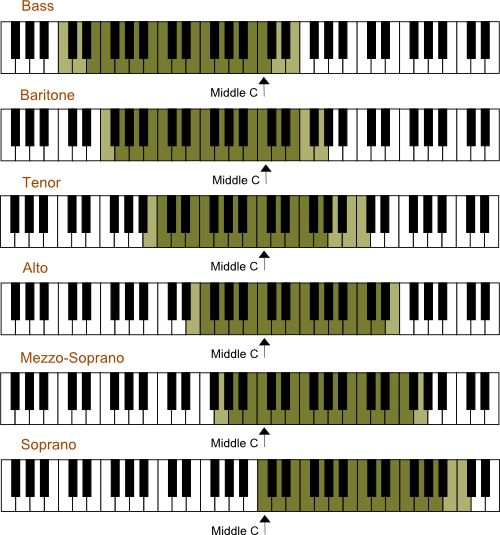 Bass
Middle C
Baritone
Middle C
Tenor
Middle C
Alto
Middle C
Mezzo-Soprano
Middle C
Soprano
Middle C